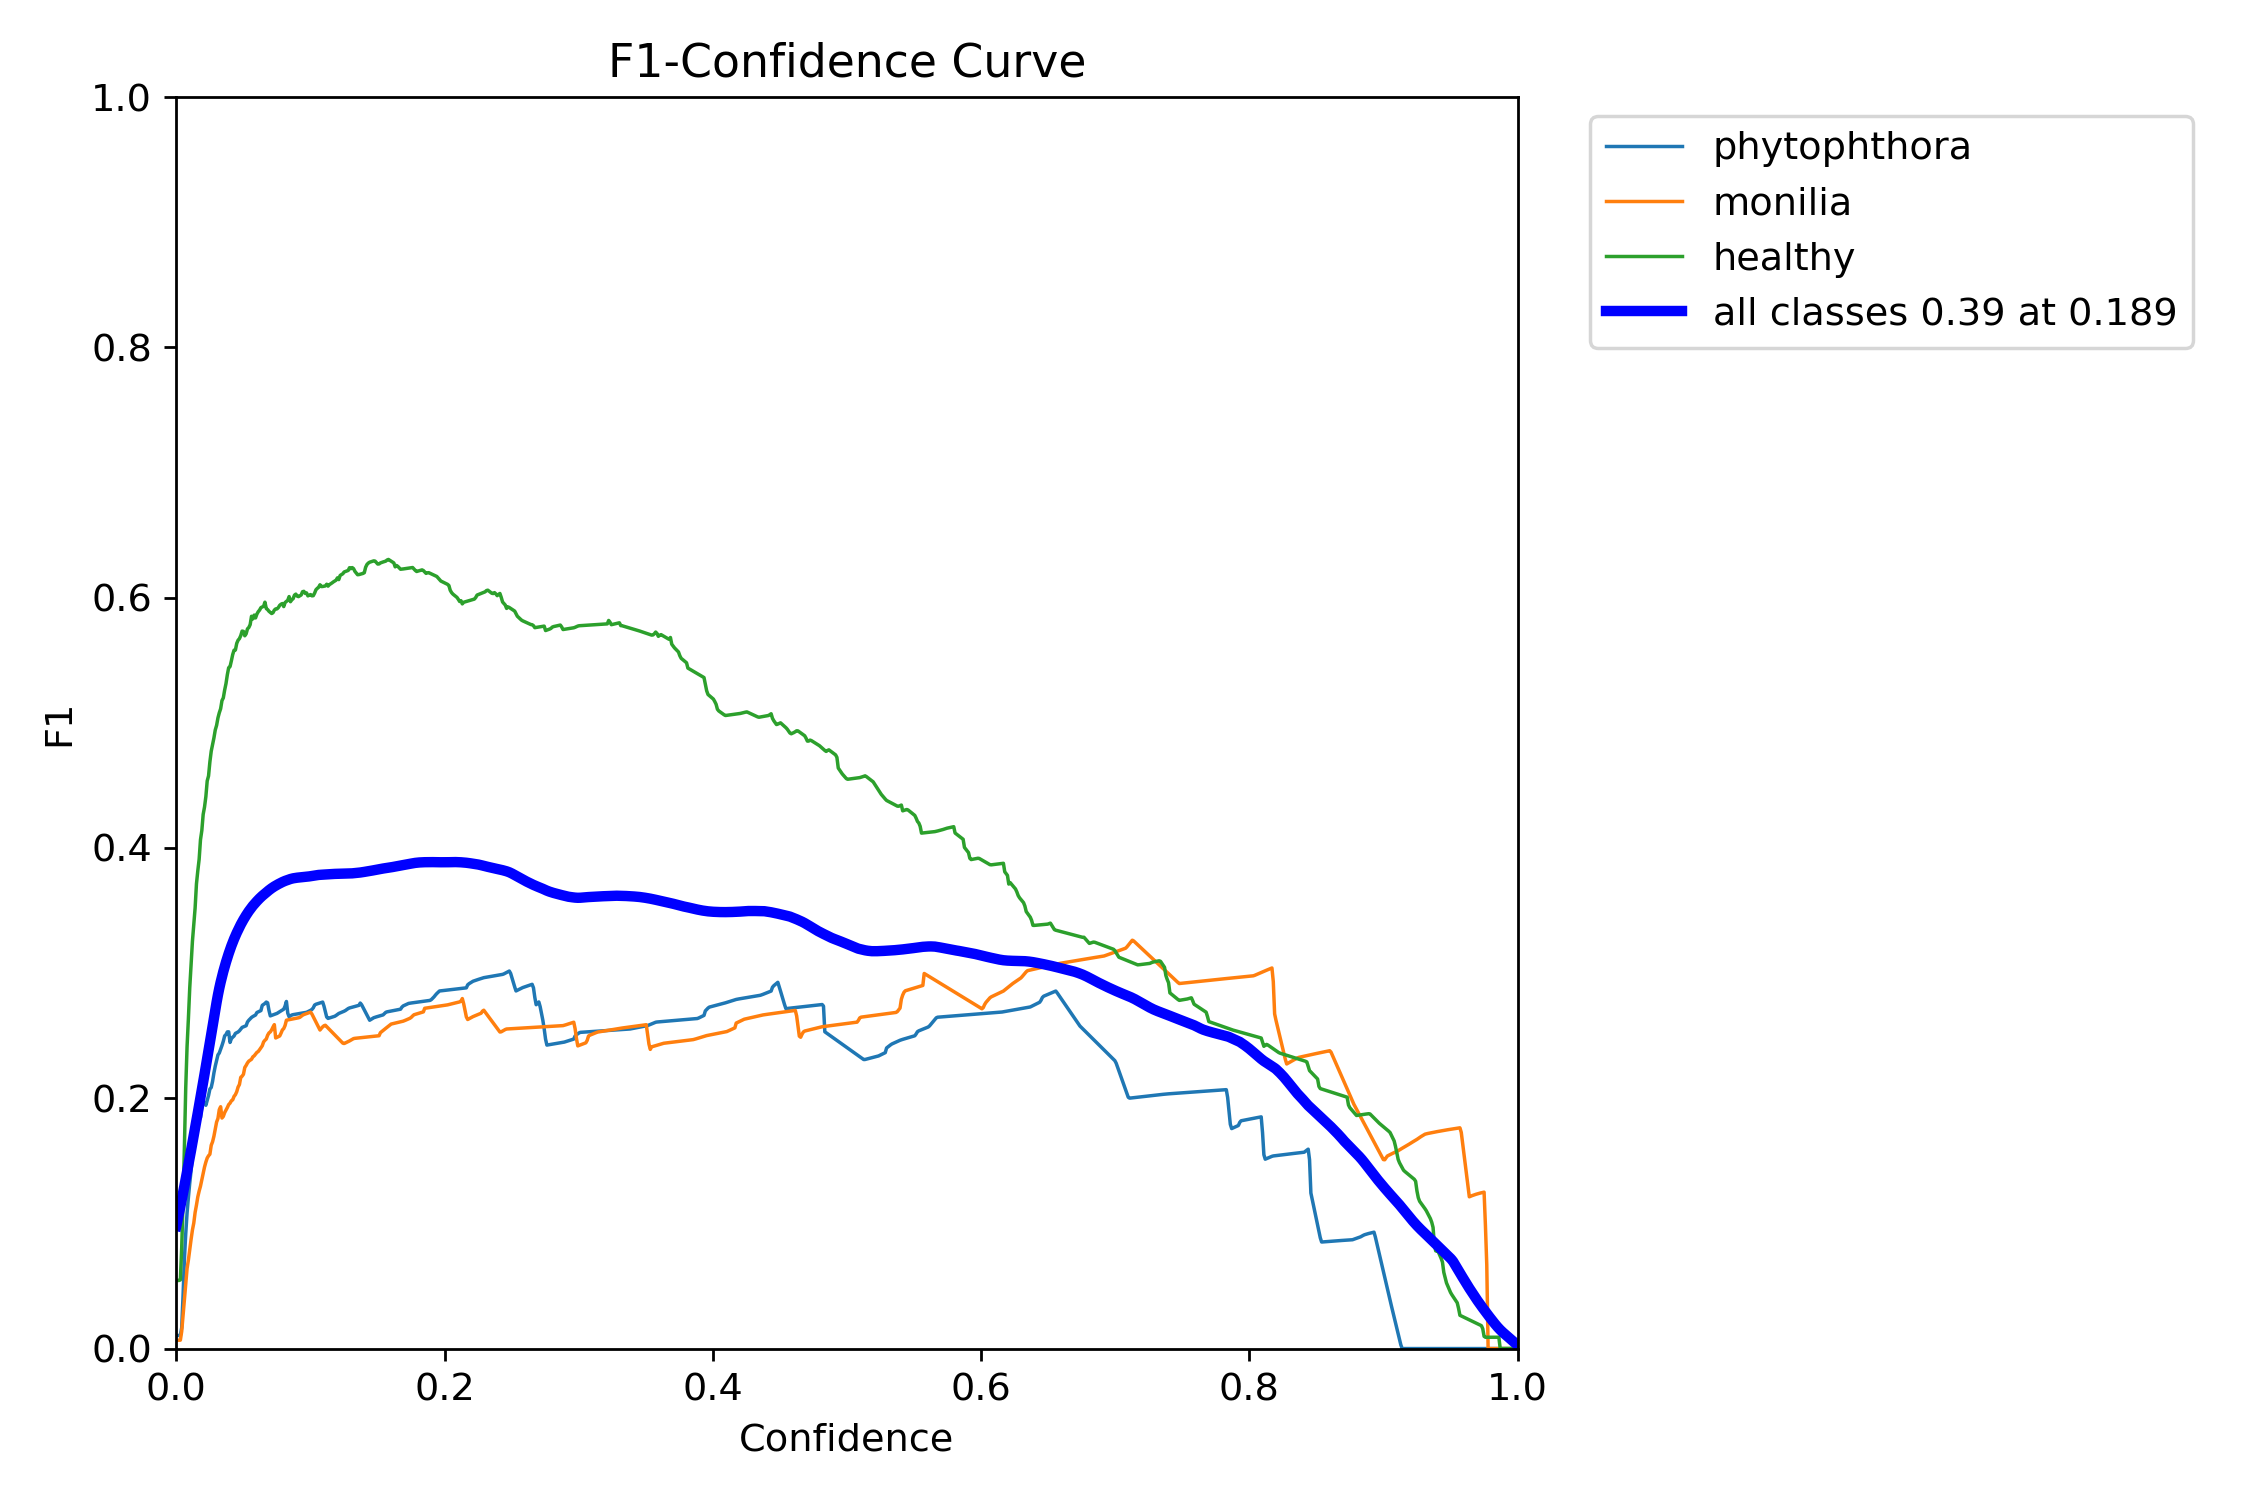 F1-Confidence Curve
1.0
0.8
0.6
0.4
0.2
0.0
F1
0.0 0.2 0.4 0.6 0.8 1.0
Confidence
phytophthora
monilia
healthy
all classes 0.39 at 0.189